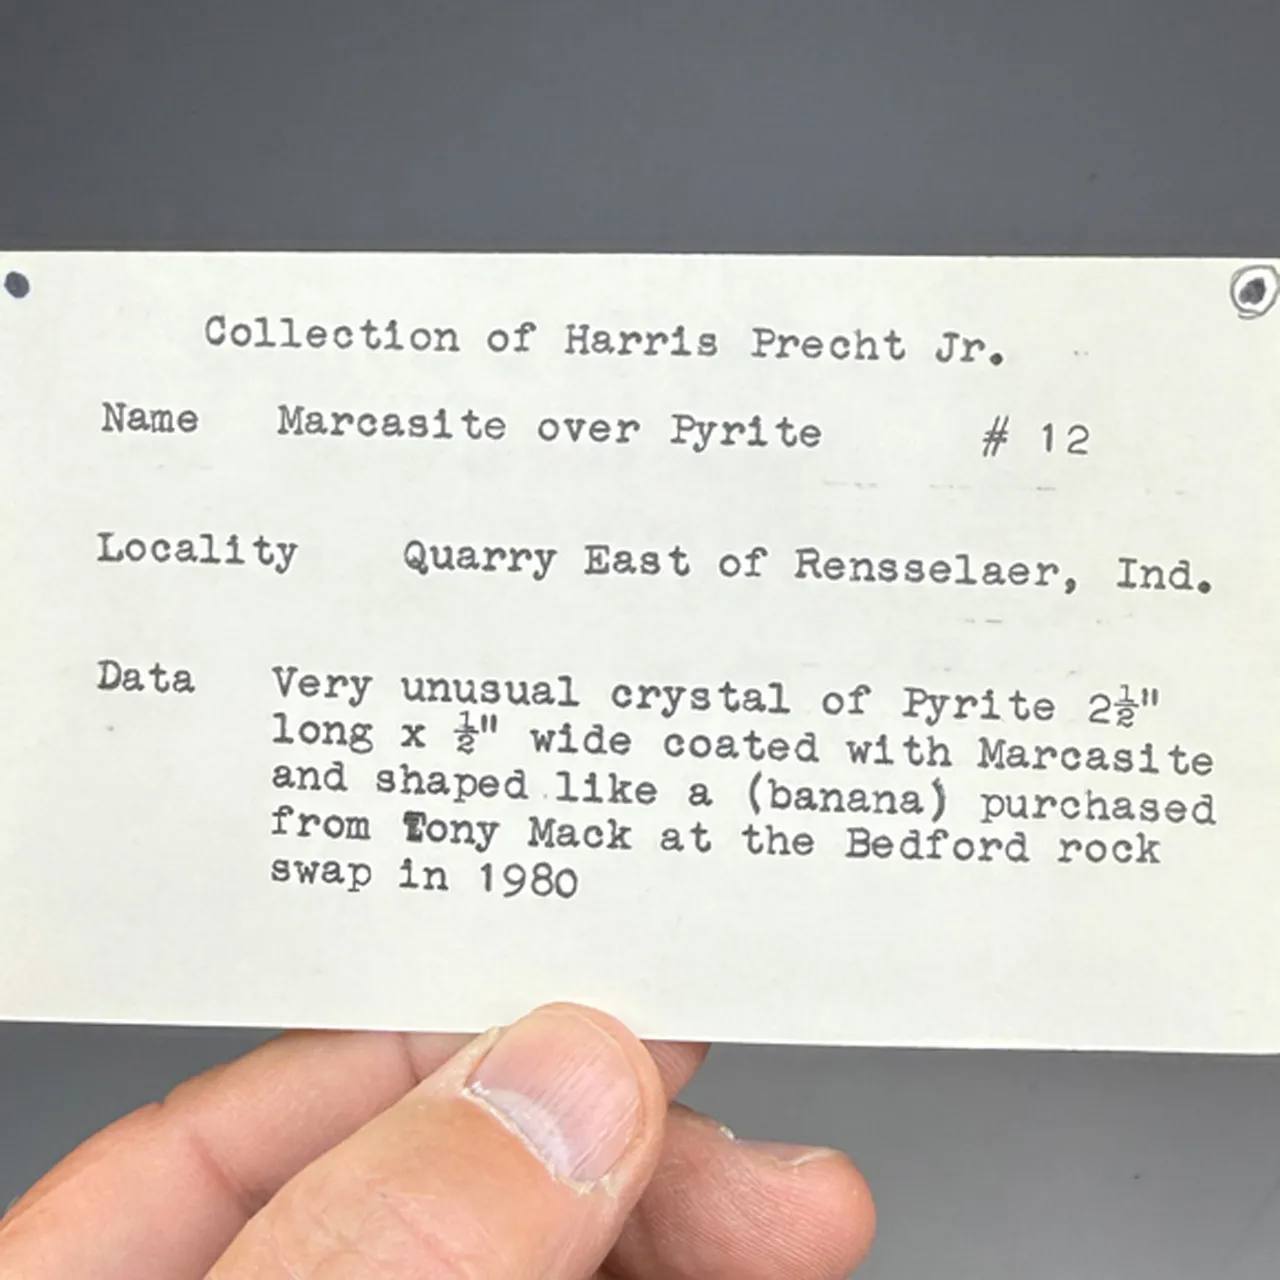 Collection of Harris Precht Jr.
Name Marcasite over Pyrite # 12
Locality Quarry East of Rensselaer, Ind.
Data Very unusual crystal of Pyrite 2½"
long x ½" wide coated with Marcasite
and shaped like a (banana) purchased
from Tony Mack at the Bedford rock
swap in 1980